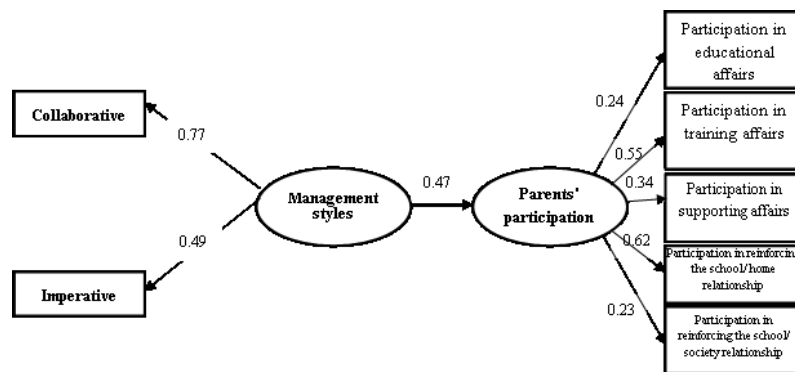 Collaborative
0.77
Management
styles
0.49
Imperative
0.47
Parents'
participation
0.24
0.55
0.34
0.62
0.23
Participation in
educational
affairs
Participation in
training affairs
Participation in
supporting affairs
Participation in reinforcing
the school/home
relationship
Participation in
reinforcing the school/
society relationship